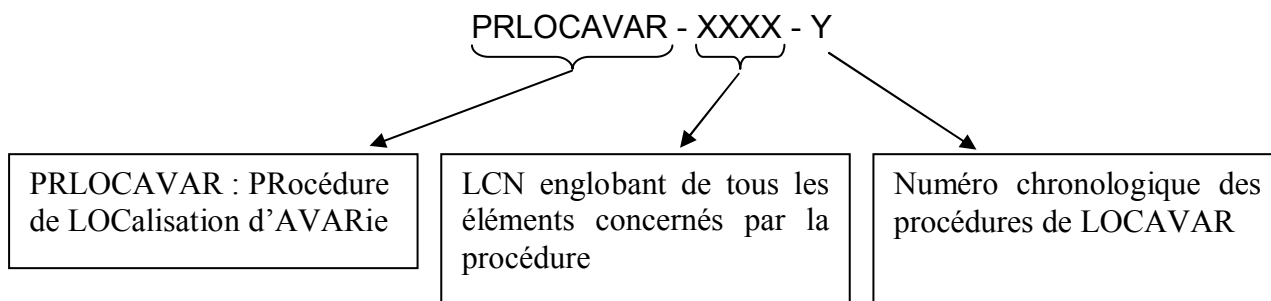 PRLOCAVAR - XXXX - Y
PRLOCAVAR : PRocédure
de LOCalisation d’AVARie
LCN englobant de tous les
éléments concernés par la
procédure
Numéro chronologique des
procédures de LOCAVAR